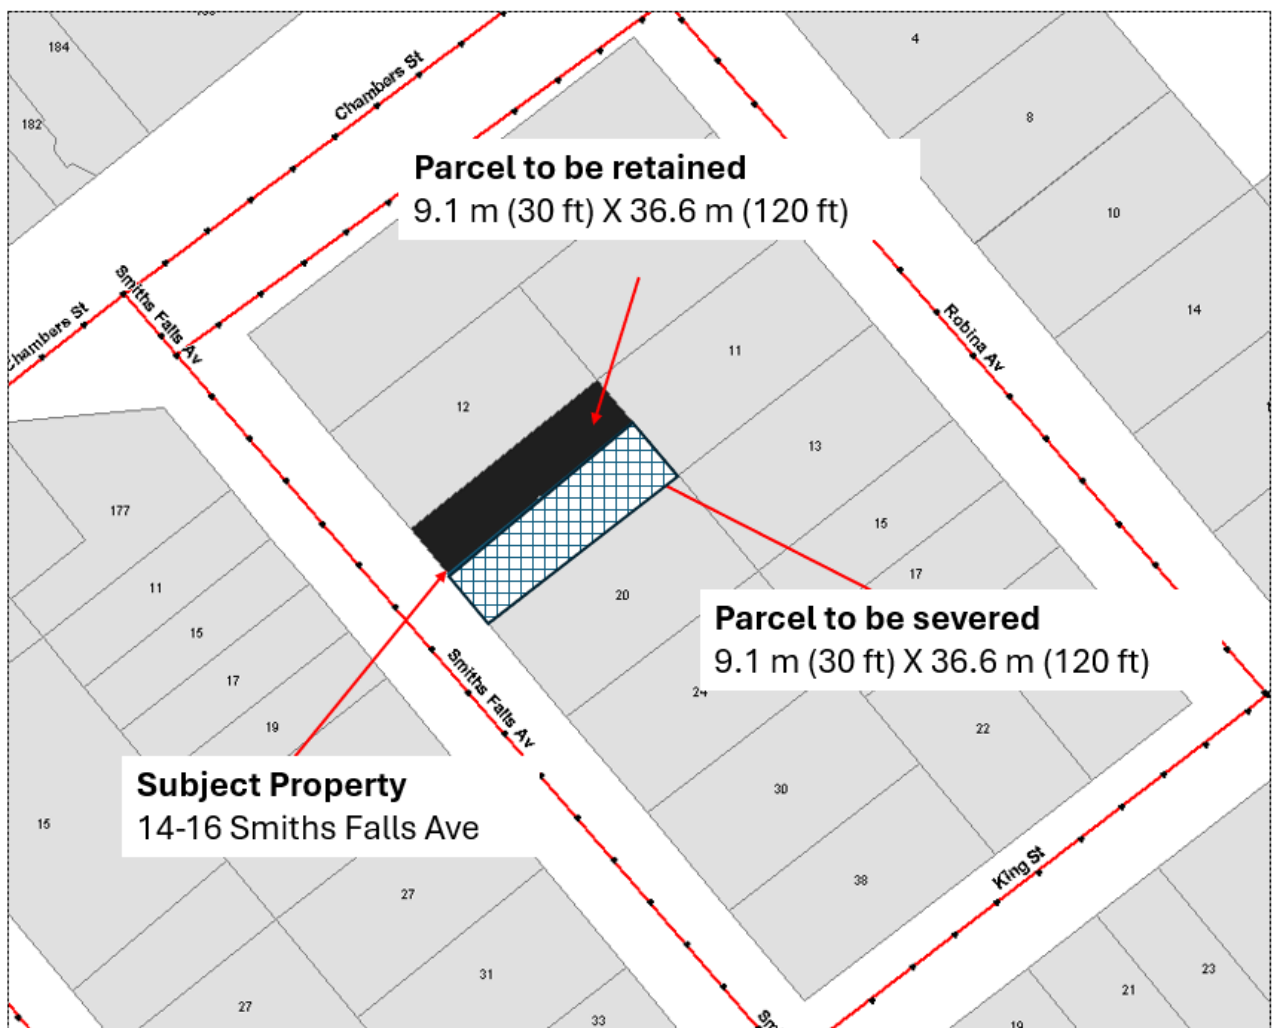 184
4
Chambers St
182
8
Parcel to be retained
9.1 m (30 ft) X 36.6 m (120 ft)
10
Smiths Falls Av
14
Chambers St
Robina Av
11
12
13
177
15
17
11
20
15
Parcel to be severed
9.1 m (30 ft) X 36.6 m (120 ft)
17
Smiths Falls Av
24
19
22
Subject Property
14-16 Smiths Falls Ave
30
15
King St
38
27
31
23
21
27
33
19